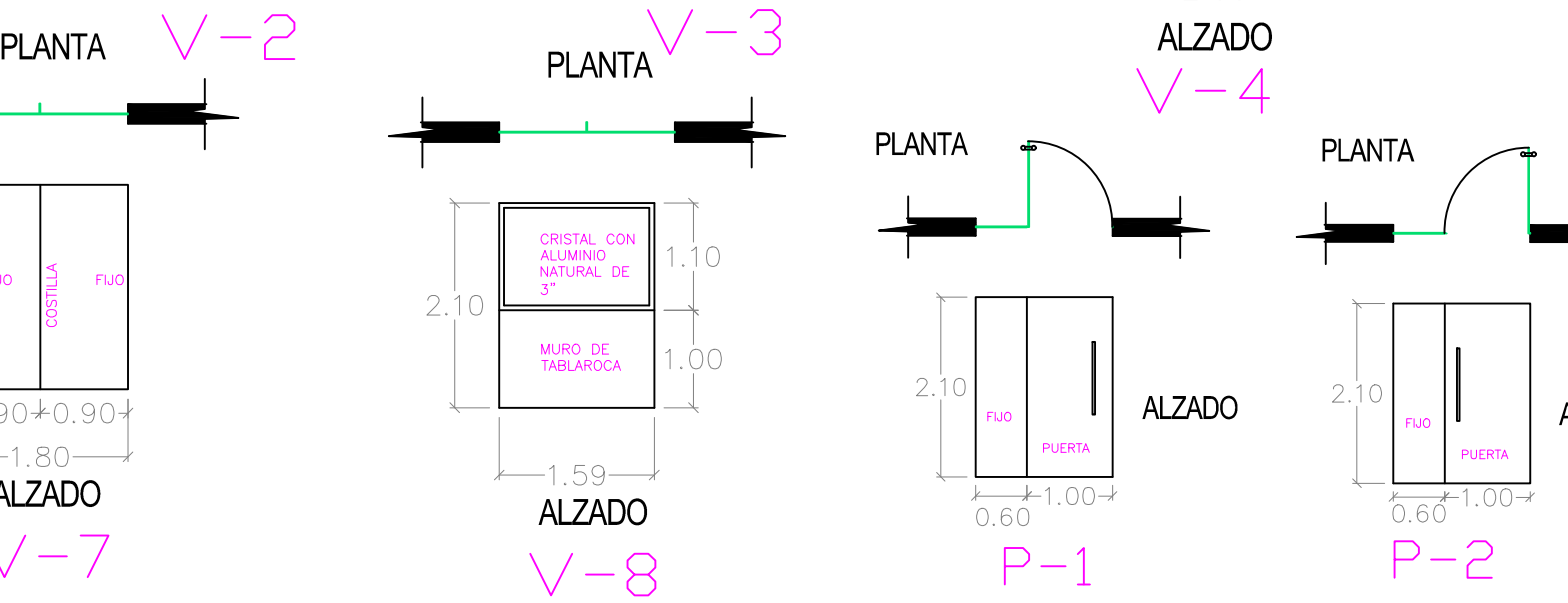 V-2
PLANTA
FIJO
COSTILLA
0.90
1.80
V-7
V-3
PLANTA
CRISTAL CON
ALUMINIO
NATURAL DE
3"
MURO DE
TABLAROCA
2.10
1.10
1.00
1.59
ALZADO
V-8
ALZADO
V-4
PLANTA
2.10
FIJO
PUERTA
0.60
1.00
ALZADO
P-1
PLANTA
2.10
FIJO
PUERTA
0.60
1.00
P-2